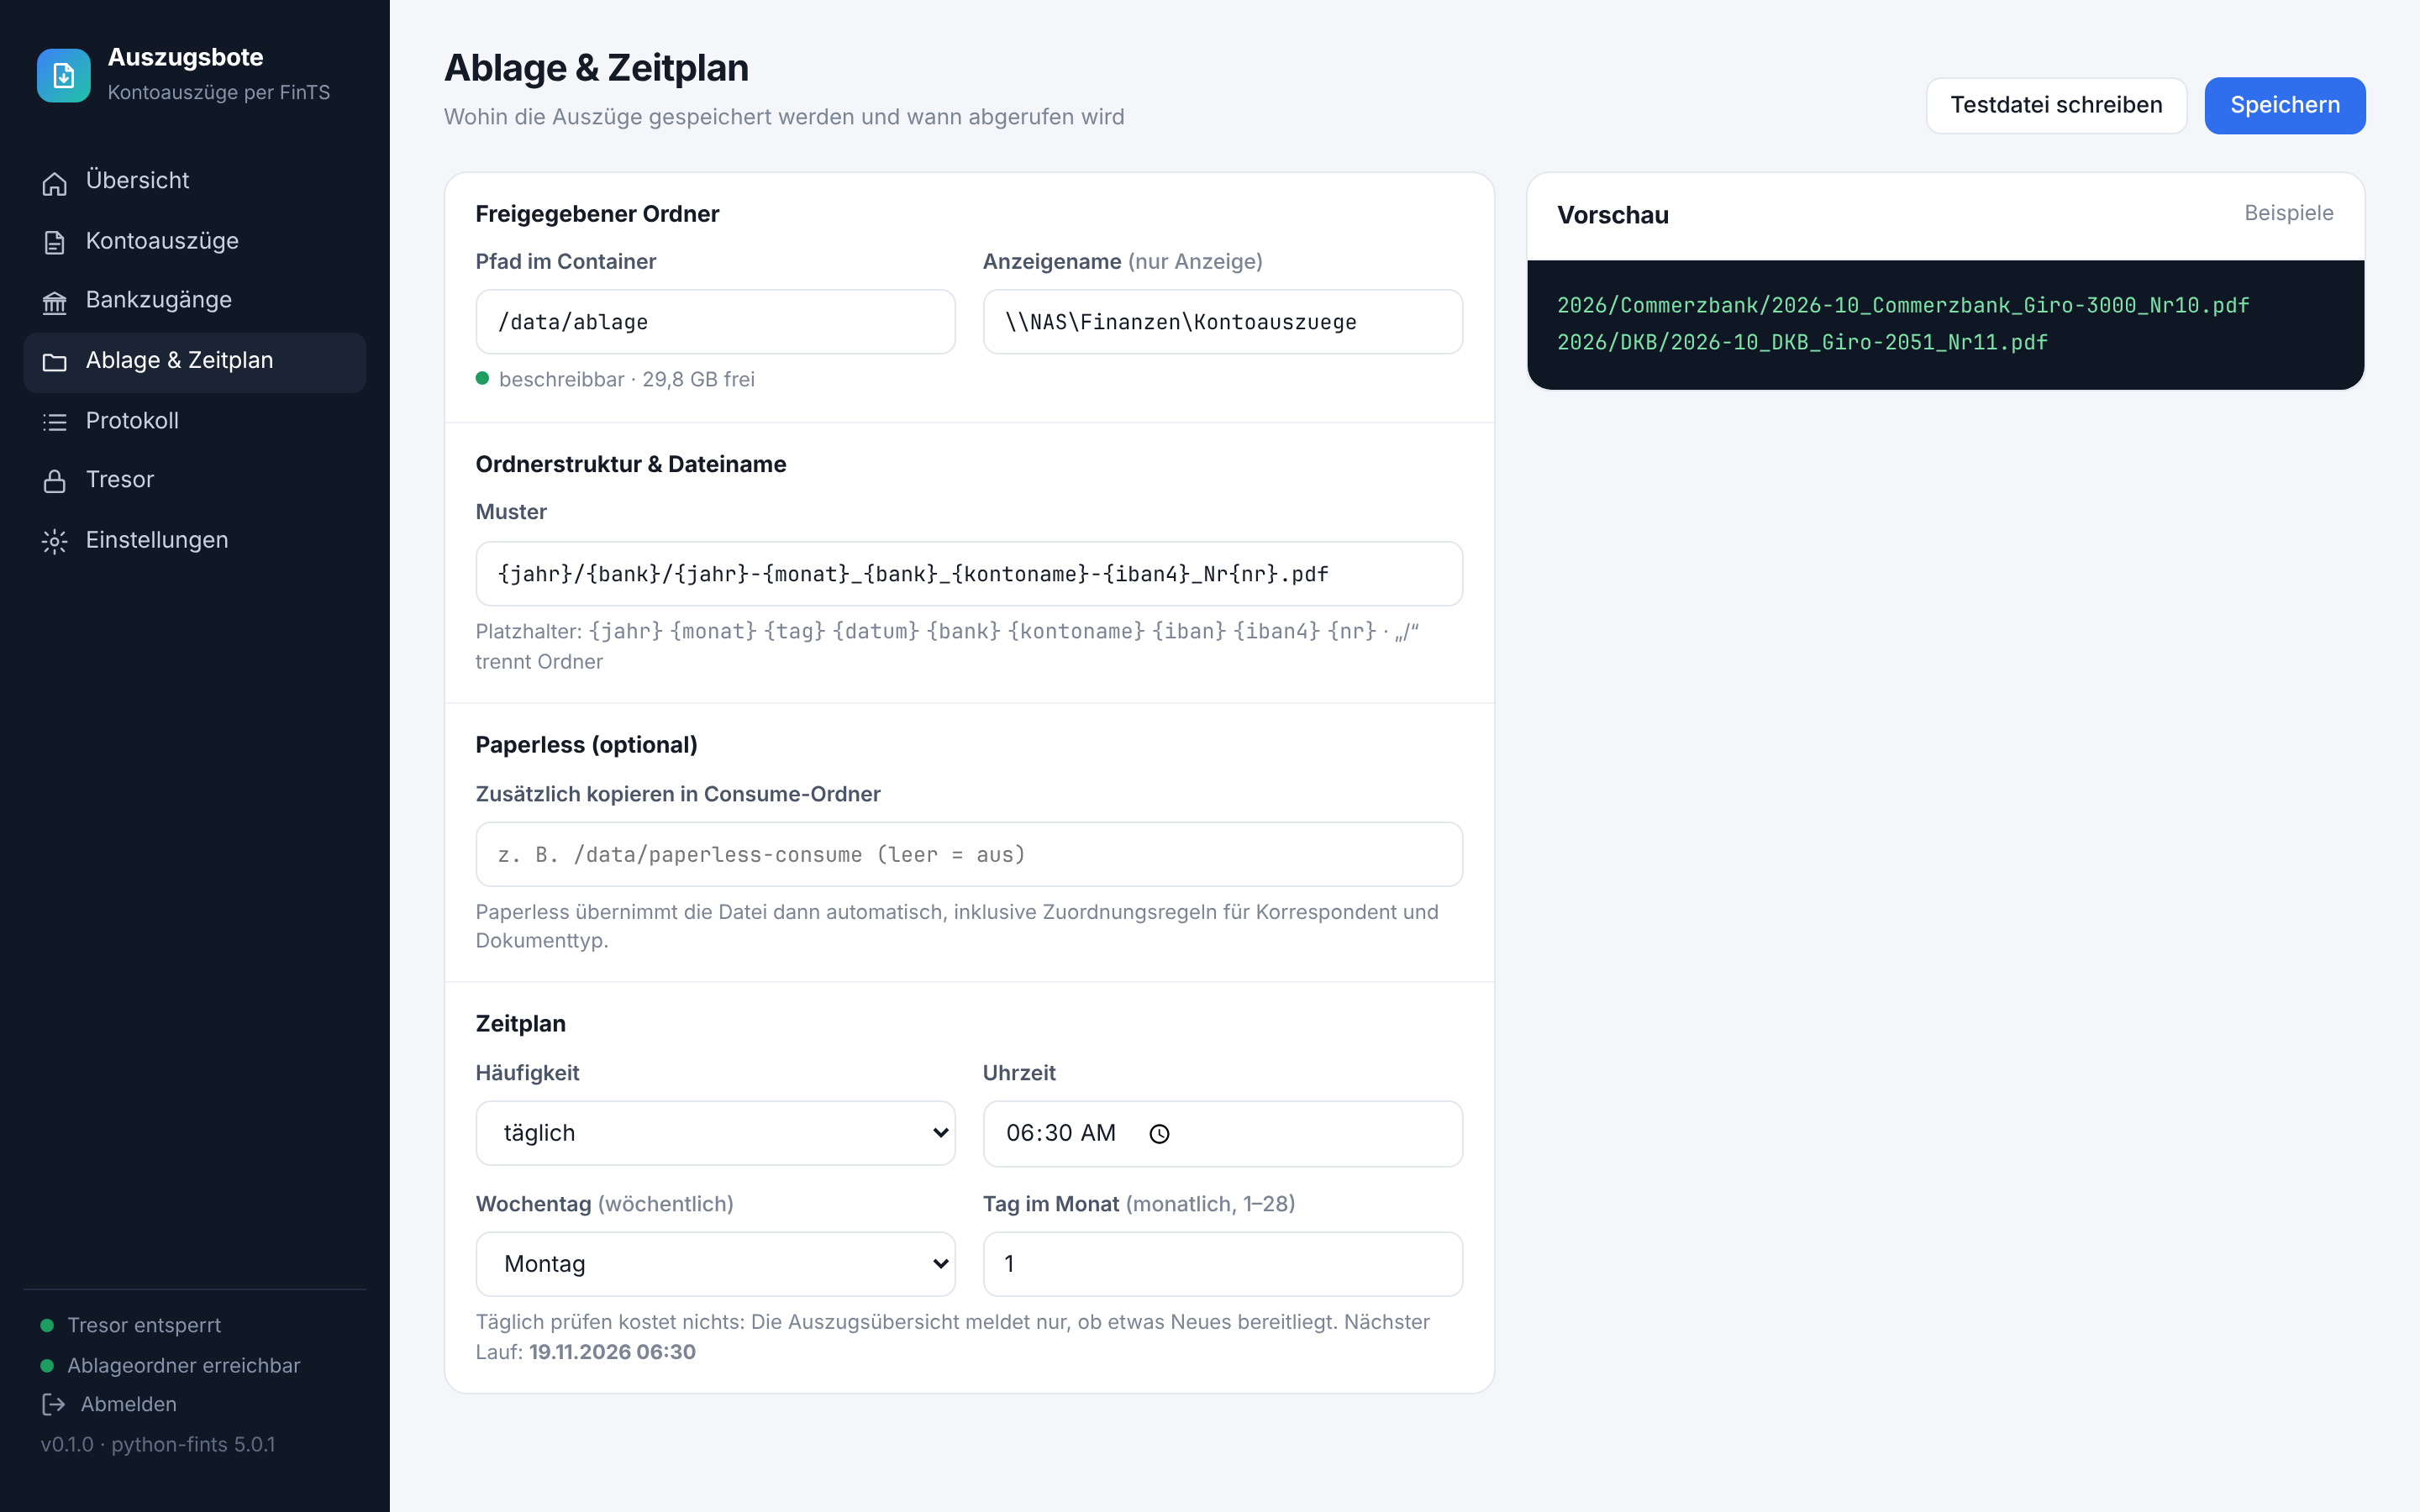 Auszugsbote
Kontoauszüge per FinTS
Übersicht
Kontoauszüge
Bankzugänge
Ablage & Zeitplan
Protokoll
Tresor
Einstellungen
Tresor entsperrt
Ablageordner erreichbar
Abmelden
v0.1.0 · python-fints 5.0.1
Ablage & Zeitplan
Wohin die Auszüge gespeichert werden und wann abgerufen wird
Testdatei schreiben
Speichern
Freigegebener Ordner
Pfad im Container
/data/ablage
Anzeigename (nur Anzeige)
\\NAS\Finanzen\Kontoauszuege
beschreibbar · 29,8 GB frei
Ordnerstruktur & Dateiname
Muster
{jahr}/{bank}/{jahr}-{monat}_{bank}_{kontoname}-{iban4}_Nr{nr}.pdf
Platzhalter: {jahr} {monat} {tag} {datum} {bank} {kontoname} {iban} {iban4} {nr} · „/“
trennt Ordner
Paperless (optional)
Zusätzlich kopieren in Consume-Ordner
z. B. /data/paperless-consume (leer = aus)
Paperless übernimmt die Datei dann automatisch, inklusive Zuordnungsregeln für Korrespondent und
Dokumenttyp.
Zeitplan
Häufigkeit
täglich
Uhrzeit
06:30 AM
Wochentag (wöchentlich)
Montag
Tag im Monat (monatlich, 1–28)
1
Täglich prüfen kostet nichts: Die Auszugsübersicht meldet nur, ob etwas Neues bereitliegt. Nächster
Lauf: 19.11.2026 06:30
Vorschau
Beispiele
2026/Commerzbank/2026-10_Commerzbank_Giro-3000_Nr10.pdf
2026/DKB/2026-10_DKB_Giro-2051_Nr11.pdf